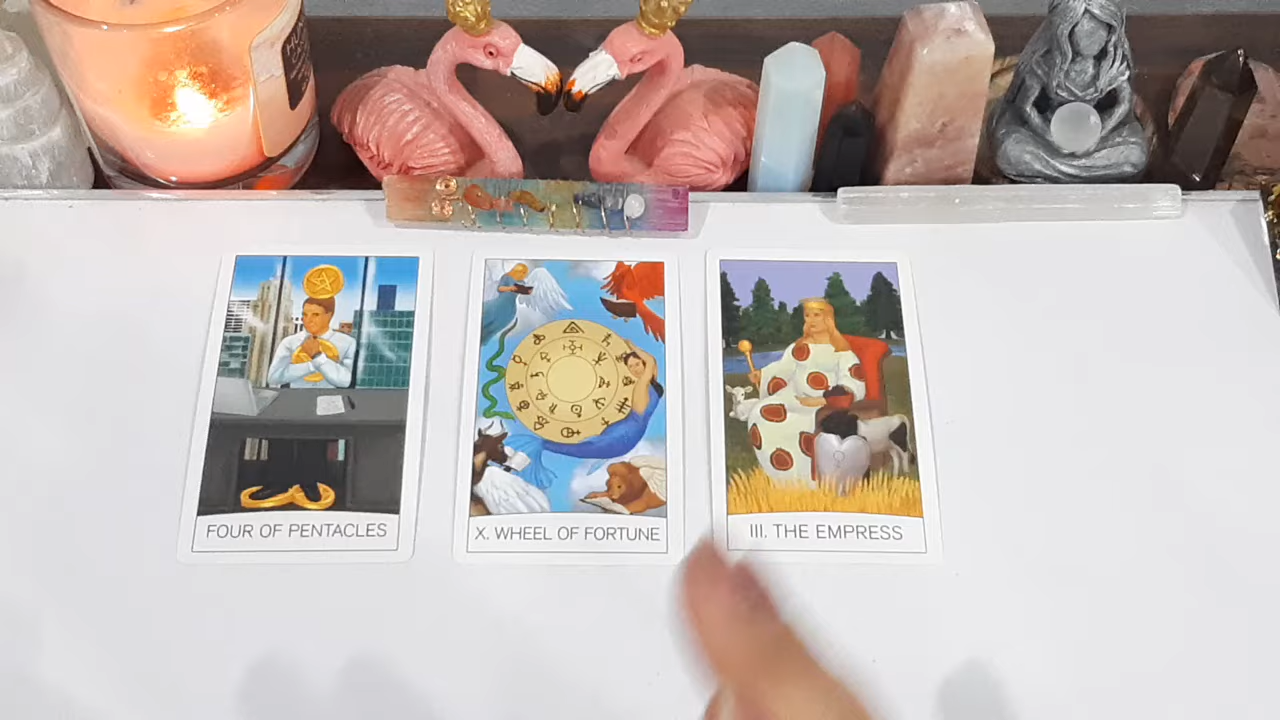 FOUR OF PENTACLES
X. WHEEL OF FORTUNE
III. THE EMPRESS